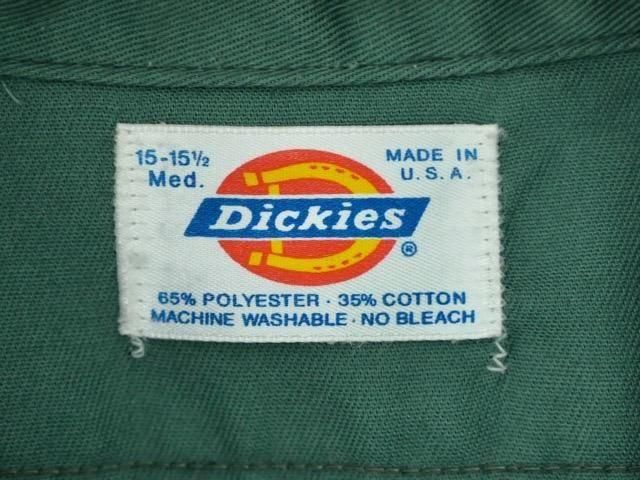 15-15½
Med.
MADE IN
U.S.A.
Dickies
®
65% POLYESTER · 35% COTTON
MACHINE WASHABLE · NO BLEACH